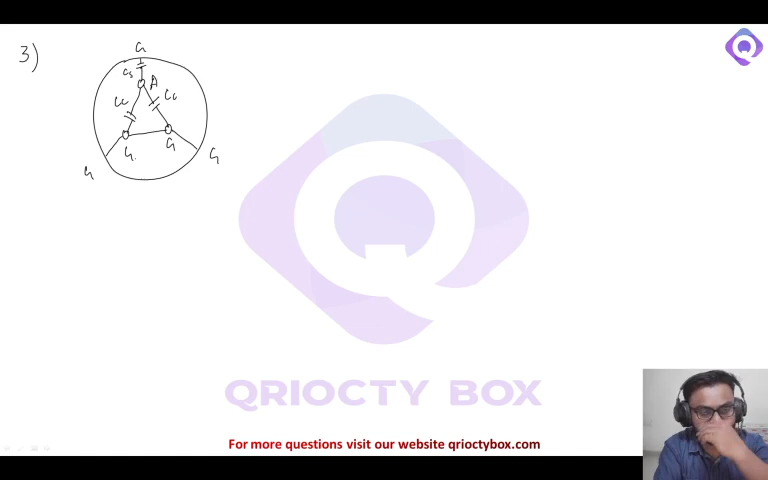 3)
G
Cs
A
Cc
Cc
G
G
G
G
QRIOCTY BOX
For more questions visit our website qrioctybox.com